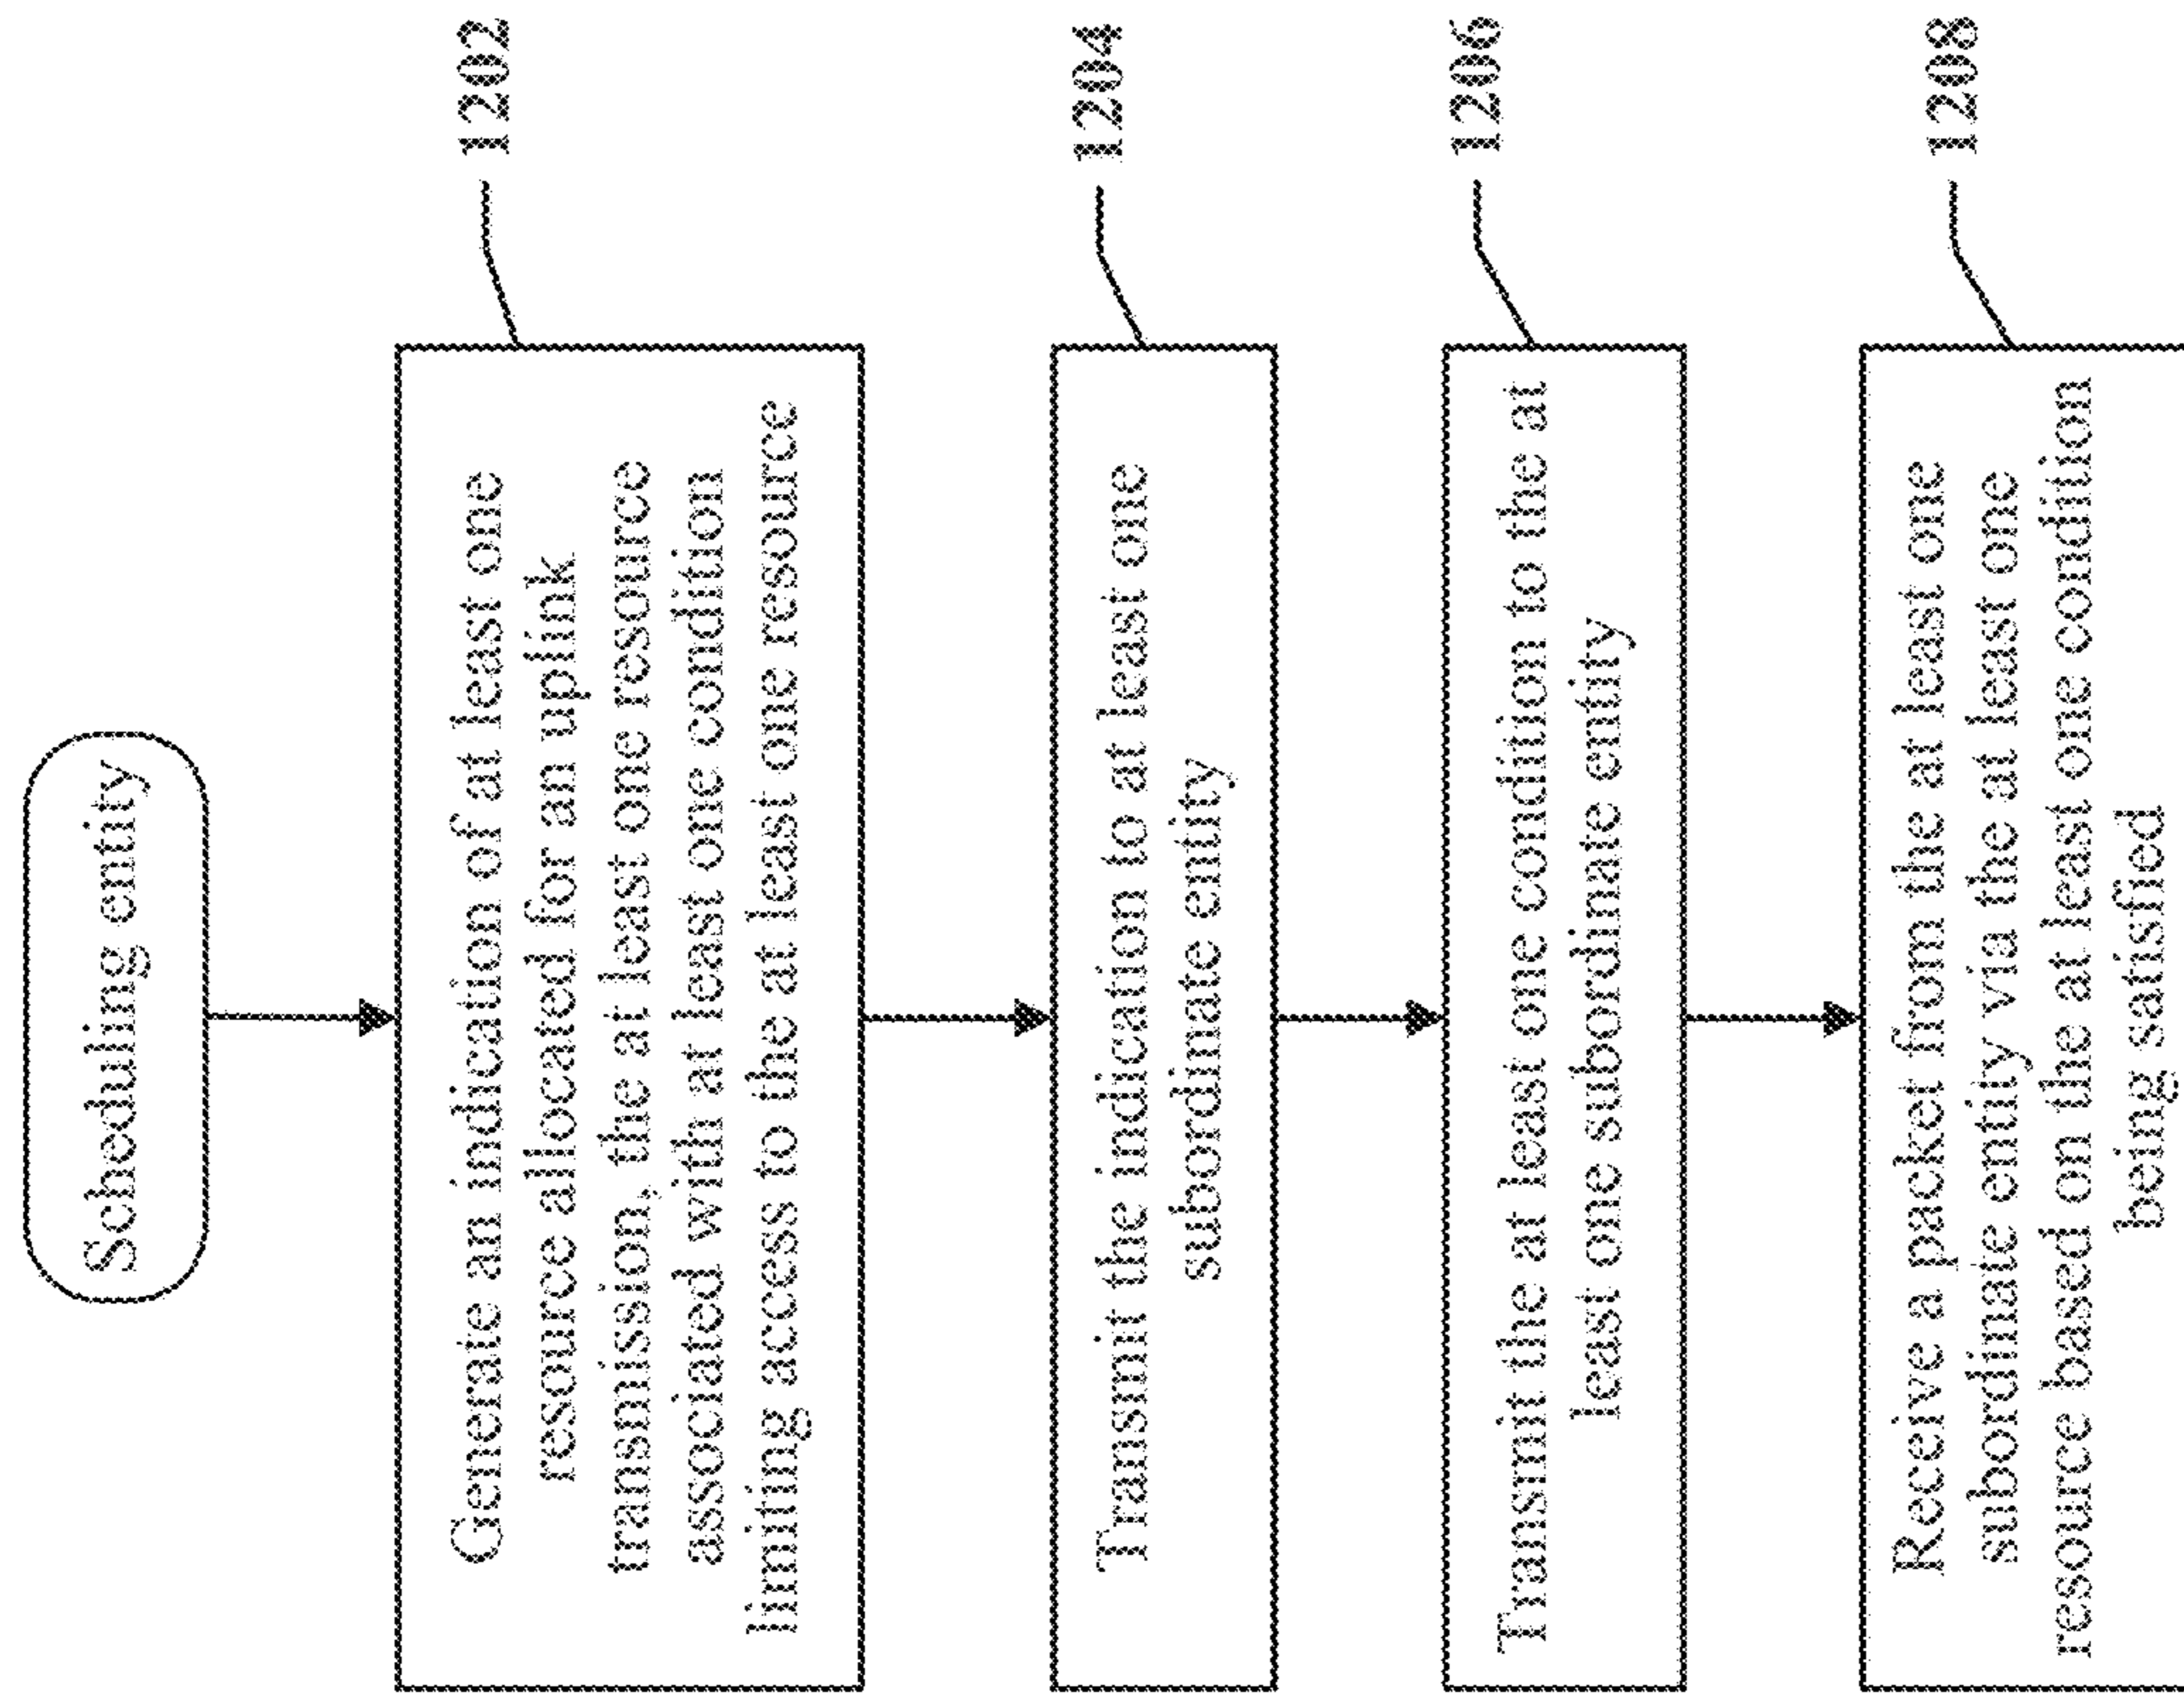 Scheduling entity
1202
Generate an indication of at least one
resource allocated for an uplink
transmission, the at least one resource
associated with at least one condition
limiting access to the at least one resource
1204
Transmit the indication to at least one
subordinate entity
1206
Transmit the at least one condition to the at
least one subordinate entity
1208
Receive a packet from the at least one
subordinate entity via the at least one
resource based on the at least one condition
being satisfied